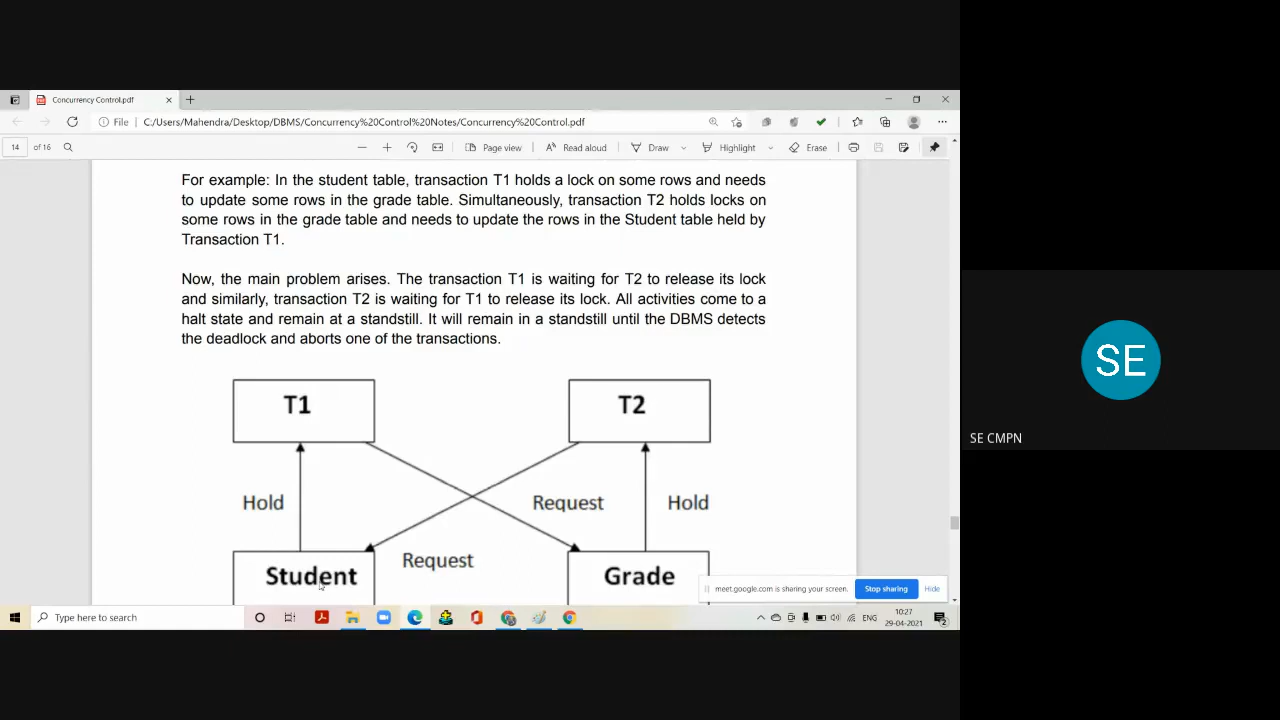 Concurrency Control.pdf
File
C:/Users/Mahendra/Desktop/DBMS/Concurrency%20Control%20Notes/Concurrency%20Control.pdf
14 of 16
Page view
Read aloud
Draw
Highlight
Erase
For example: In the student table, transaction T1 holds a lock on some rows and needs
to update some rows in the grade table. Simultaneously, transaction T2 holds locks on
some rows in the grade table and needs to update the rows in the Student table held by
Transaction T1.
Now, the main problem arises. The transaction T1 is waiting for T2 to release its lock
and similarly, transaction T2 is waiting for T1 to release its lock. All activities come to a
halt state and remain at a standstill. It will remain in a standstill until the DBMS detects
the deadlock and aborts one of the transactions.
T1
T2
Hold
Request
Hold
Request
Student
Grade
meet.google.com is sharing your screen.
Stop sharing
Hide
Type here to search
ENG
10:27
29-04-2021
2
SE
SE CMPN